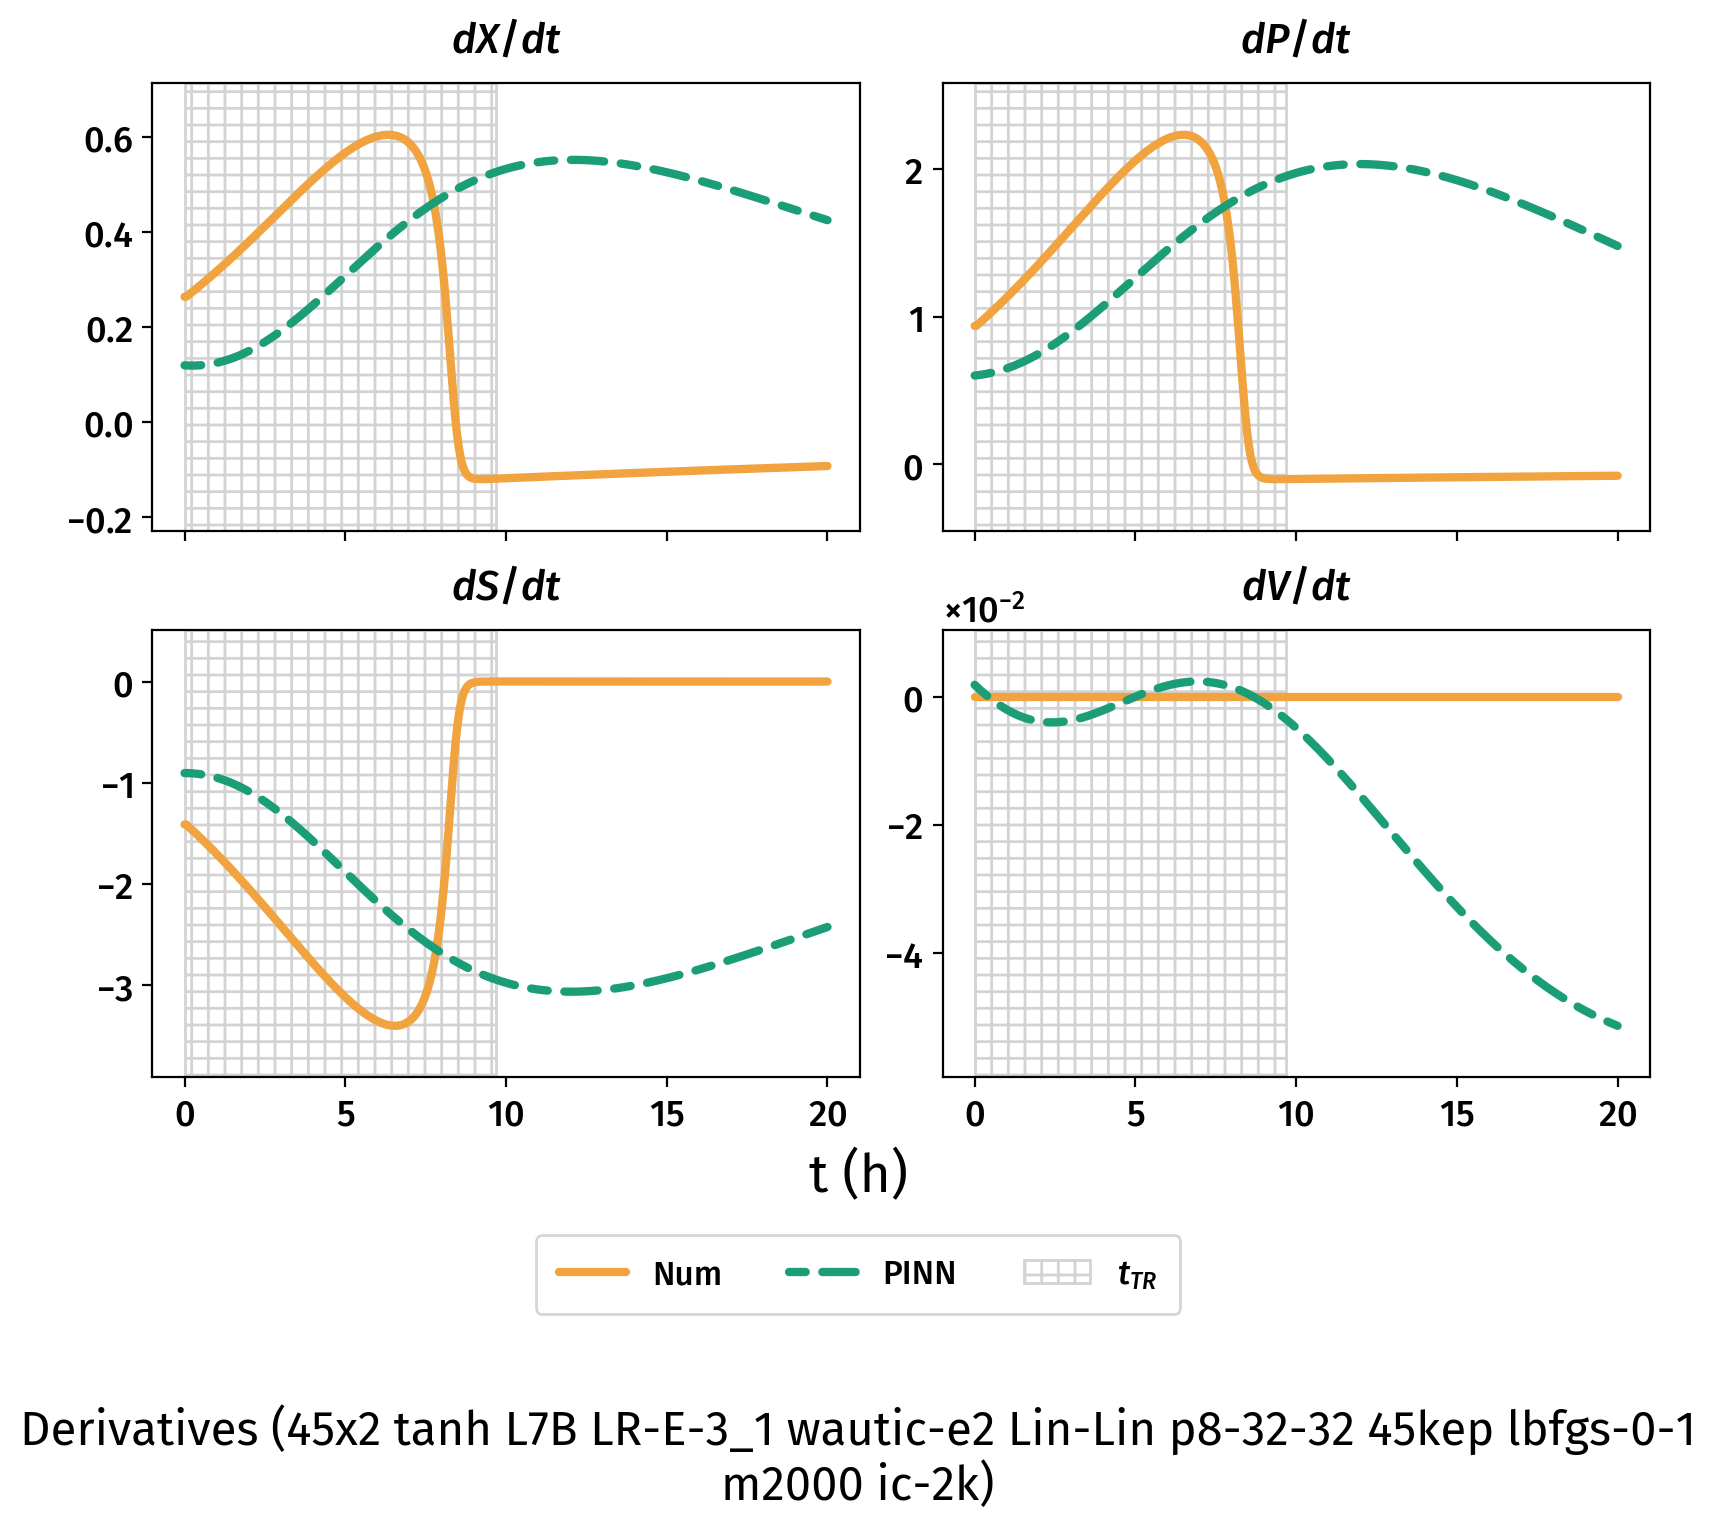 dX/dt
dP/dt
0.6
0.4
0.2
0.0
−0.2
2
1
0
dS/dt
dV/dt
×10⁻²
0
−1
−2
−3
0
−2
−4
0 5 10 15 20
0 5 10 15 20
t (h)
Num PINN t_TR
Derivatives (45x2 tanh L7B LR-E-3_1 wautic-e2 Lin-Lin p8-32-32 45kep lbfgs-0-1
m2000 ic-2k)